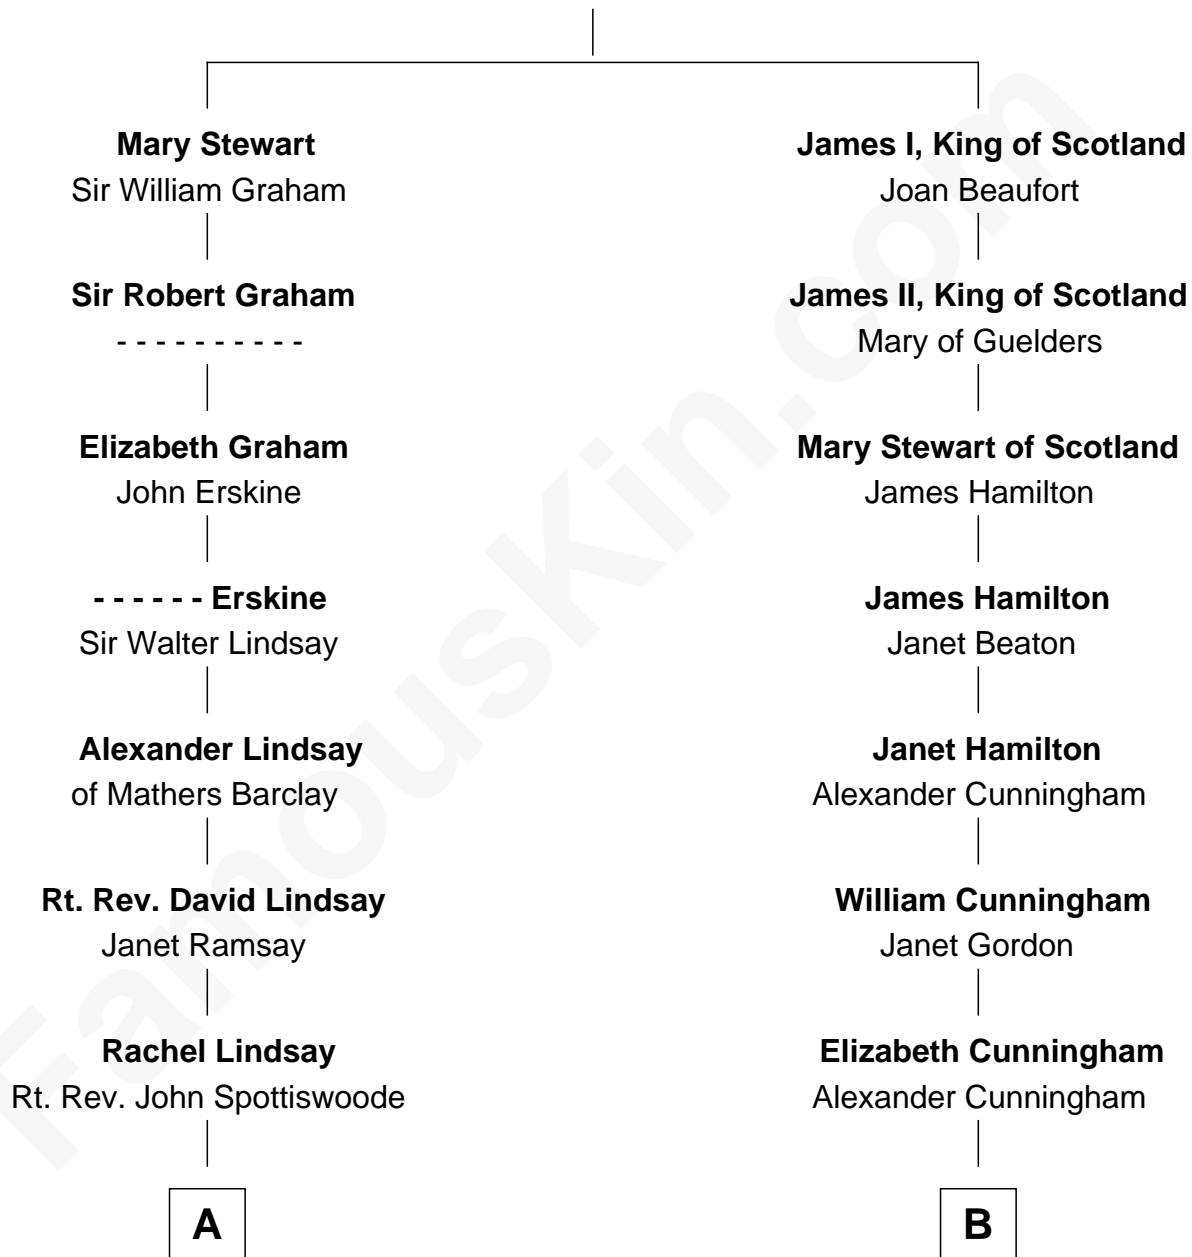 Mary Stewart
Sir William Graham
Sir Robert Graham
- - - - - - - - - -
Elizabeth Graham
John Erskine
- - - - - - Erskine
Sir Walter Lindsay
Alexander Lindsay
of Mathers Barclay
Rt. Rev. David Lindsay
Janet Ramsay
Rachel Lindsay
Rt. Rev. John Spottiswoode
A
James I, King of Scotland
Joan Beaufort
James II, King of Scotland
Mary of Guelders
Mary Stewart of Scotland
James Hamilton
James Hamilton
Janet Beaton
Janet Hamilton
Alexander Cunningham
William Cunningham
Janet Gordon
Elizabeth Cunningham
Alexander Cunningham
B
FamousKin.com